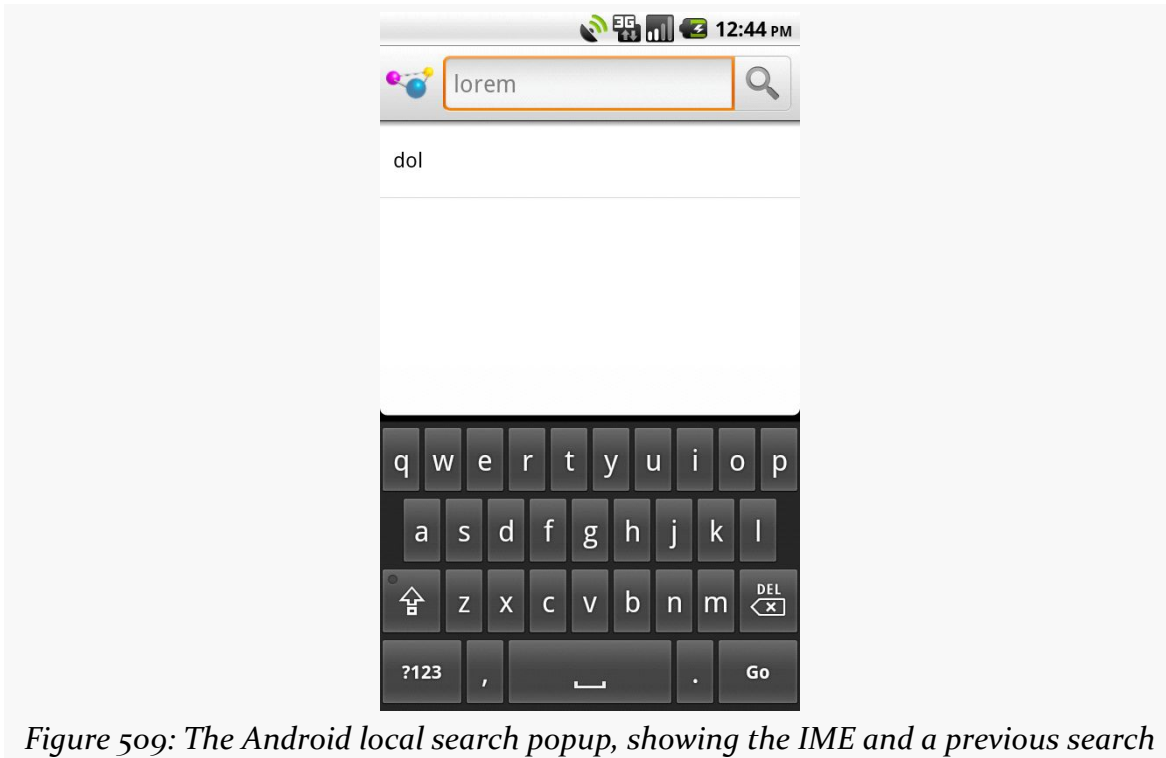 3G 12:44 PM
lorem
dol
q w e r t y u i o p
a s d f g h j k l
z x c v b n m DEL
?123 , . Go
Figure 509: The Android local search popup, showing the IME and a previous search